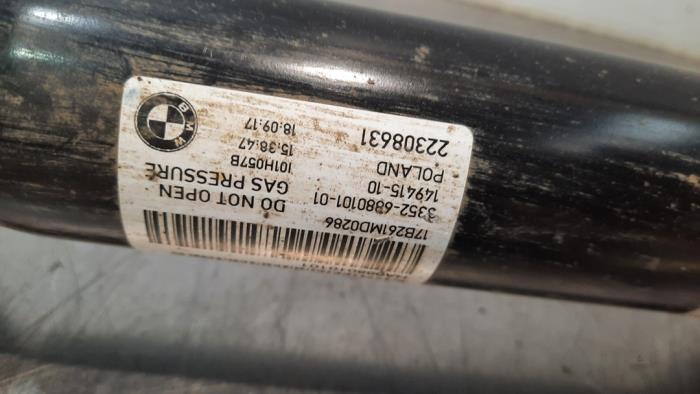 17B261MD0286
3352-6880101-01
149415-10
POLAND
22308631
DO NOT OPEN
GAS PRESSURE
101H057B
15:38:47
18.09.17
BMW